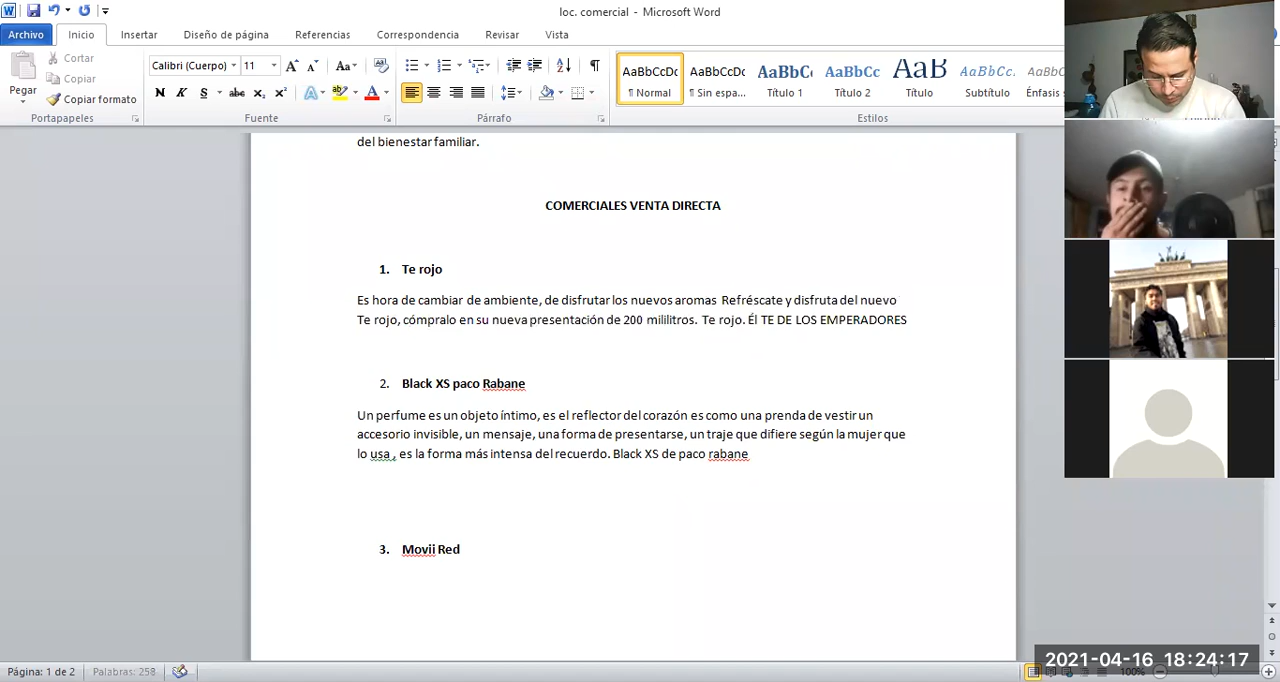 loc. comercial - Microsoft Word
Archivo Inicio Insertar Diseño de página Referencias Correspondencia Revisar Vista
Pegar
Cortar
Copiar
Copiar formato
Portapapeles
Calibri (Cuerpo) 11
N K S abc x₂ x²
Fuente
Párrafo
AaBbCcDc AaBbCcDc AaBbC AaBbCc AaB AaBbCc. AaBbC
¶ Normal ¶ Sin espa... Título 1 Título 2 Título Subtítulo Énfasis
Estilos
del bienestar familiar.
COMERCIALES VENTA DIRECTA
1. Te rojo
Es hora de cambiar de ambiente, de disfrutar los nuevos aromas Refréscate y disfruta del nuevo
Te rojo, cómpralo en su nueva presentación de 200 mililitros. Te rojo. Él TE DE LOS EMPERADORES
2. Black XS paco Rabane
Un perfume es un objeto íntimo, es el reflector del corazón es como una prenda de vestir un
accesorio invisible, un mensaje, una forma de presentarse, un traje que difiere según la mujer que
lo usa , es la forma más intensa del recuerdo. Black XS de paco rabane
3. Movii Red
Página: 1 de 2 Palabras: 258
100%
2021-04-16 18:24:17